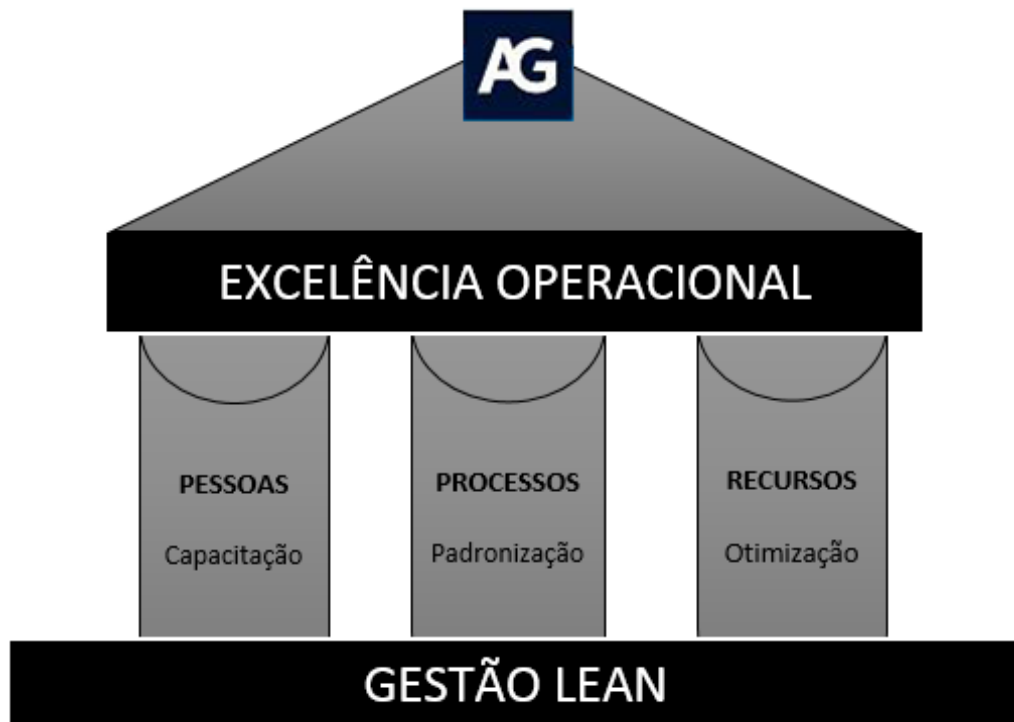 AG
EXCELÊNCIA OPERACIONAL
PESSOAS
Capacitação
PROCESSOS
Padronização
RECURSOS
Otimização
GESTÃO LEAN